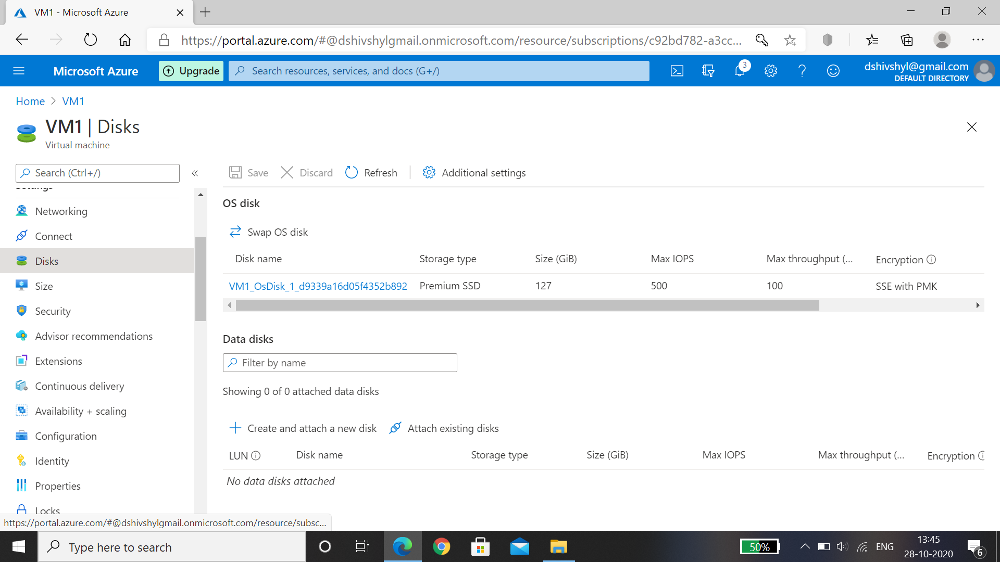 VM1 - Microsoft Azure
https://portal.azure.com/#@dshivshylgmail.onmicrosoft.com/resource/subscriptions/c92bd782-a3cc...
Microsoft Azure
Upgrade
Search resources, services, and docs (G+/)
3
dshivshyl@gmail.com
DEFAULT DIRECTORY
Home > VM1
VM1 | Disks
Virtual machine
Search (Ctrl+/)
«
Save
Discard
Refresh
Additional settings
Settings
Networking
Connect
Disks
Size
Security
Advisor recommendations
Extensions
Continuous delivery
Availability + scaling
Configuration
Identity
Properties
Locks
OS disk
Swap OS disk
Disk name Storage type Size (GiB) Max IOPS Max throughput (... Encryption
VM1_OsDisk_1_d9339a16d05f4352b892 Premium SSD 127 500 100 SSE with PMK
Data disks
Filter by name
Showing 0 of 0 attached data disks
Create and attach a new disk Attach existing disks
LUN Disk name Storage type Size (GiB) Max IOPS Max throughput (... Encryption
No data disks attached
https://portal.azure.com/#@dshivshylgmail.onmicrosoft.com/resource/subsc...
Type here to search
50%
ENG
13:45
28-10-2020
6